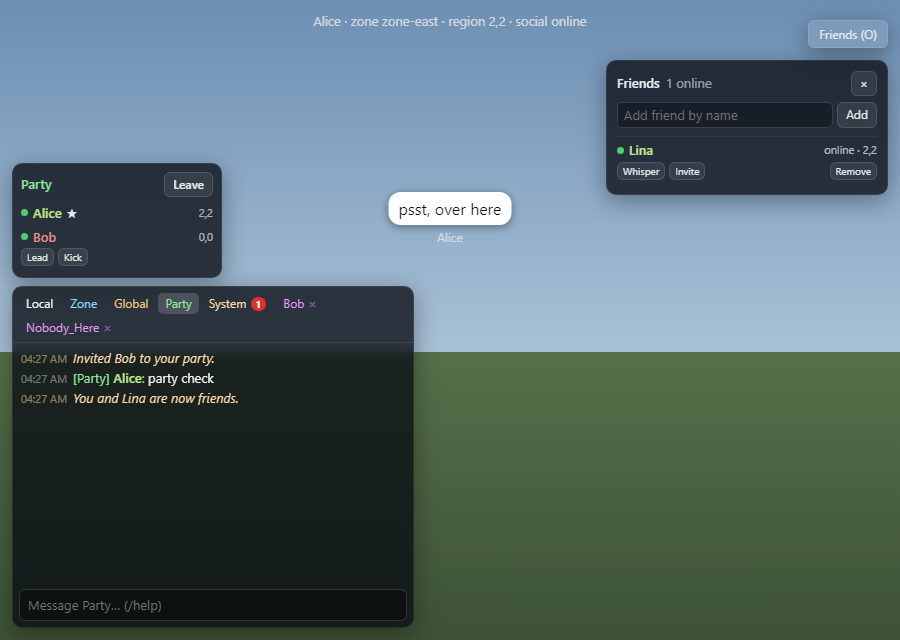 Alice · zone zone-east · region 2,2 · social online
Friends (O)
Friends 1 online ×
Add friend by name Add
Lina online · 2,2
Whisper Invite Remove
Party Leave
Alice ★ 2,2
Bob 0,0
Lead Kick
psst, over here
Alice
Local Zone Global Party System 1 Bob ×
Nobody_Here ×
04:27 AM Invited Bob to your party.
04:27 AM [Party] Alice: party check
04:27 AM You and Lina are now friends.
Message Party... (/help)